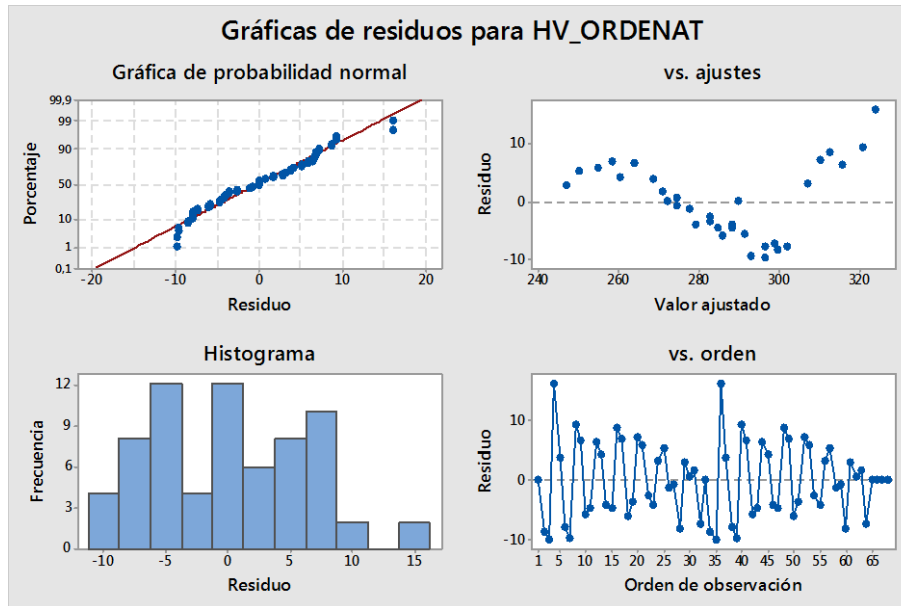 Gráficas de residuos para HV_ORDENAT
Gráfica de probabilidad normal
99,9
99
90
50
10
1
0,1
Porcentaje
-20 -10 0 10 20
Residuo
vs. ajustes
10
0
-10
Residuo
240 260 280 300 320
Valor ajustado
Histograma
12
9
6
3
0
Frecuencia
-10 -5 0 5 10 15
Residuo
vs. orden
10
0
-10
Residuo
1 5 10 15 20 25 30 35 40 45 50 55 60 65
Orden de observación